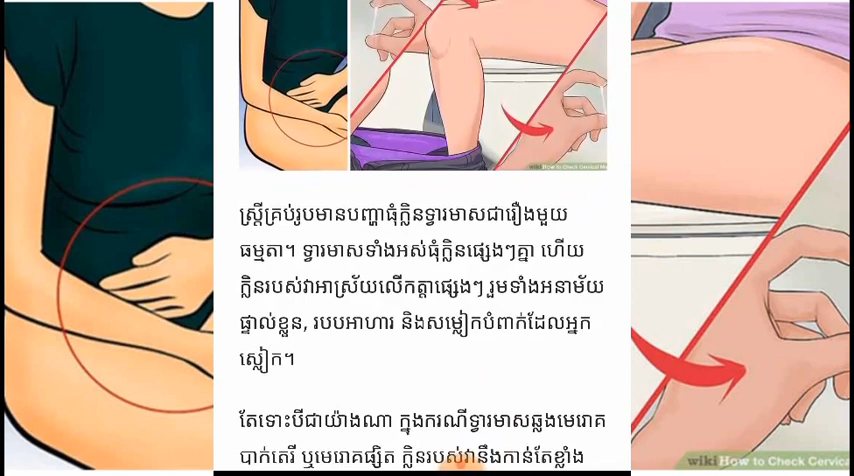 wikiHow to Check Cervical M
ស្ត្រីគ្រប់រូបមានបញ្ហាធុំក្លិនទ្វារមាសជារឿងមួយ
ធម្មតា។ ទ្វារមាសទាំងអស់ធុំក្លិនផ្សេងៗគ្នា ហើយ
ក្លិនរបស់វាអាស្រ័យលើកត្តាផ្សេងៗ រួមទាំងអនាម័យ
ផ្ទាល់ខ្លួន, របបអាហារ និងសម្លៀកបំពាក់ដែលអ្នក
ស្លៀក។
តែទោះបីជាយ៉ាងណា ក្នុងករណីទ្វារមាសឆ្លងមេរោគ
បាក់តេរី ឬមេរោគផ្សិត ក្លិនរបស់វានឹងកាន់តែខ្លាំង
wikiHow to Check Cervica